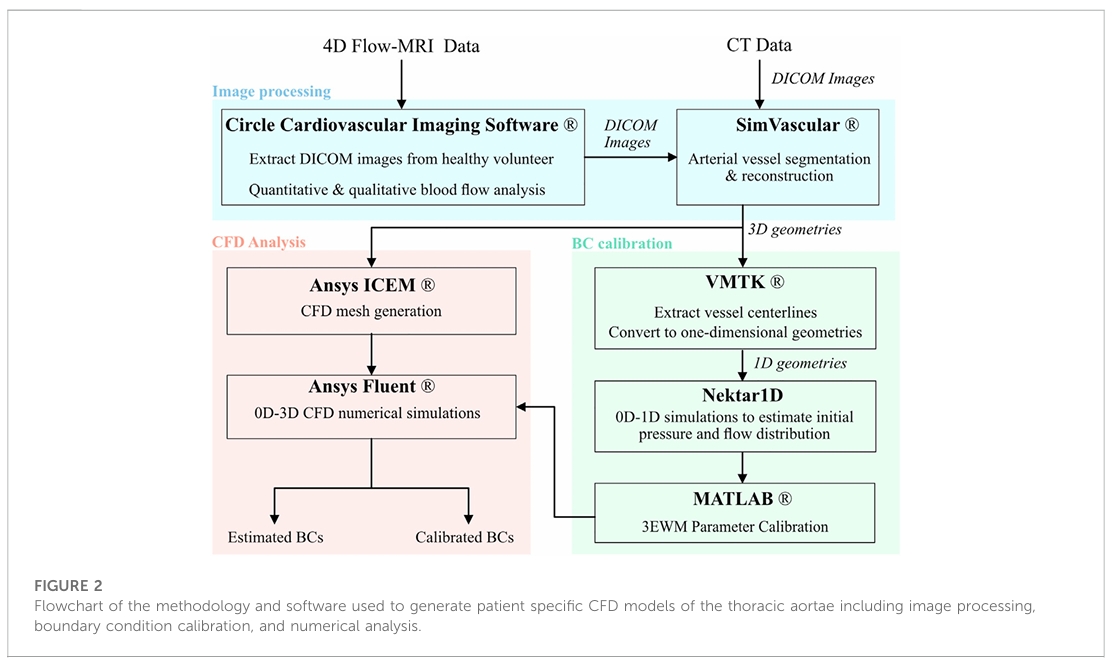 4D Flow-MRI Data
CT Data
DICOM Images
Image processing
Circle Cardiovascular Imaging Software ®
Extract DICOM images from healthy volunteer
Quantitative & qualitative blood flow analysis
DICOM
Images
SimVascular ®
Arterial vessel segmentation
& reconstruction
3D geometries
CFD Analysis
Ansys ICEM ®
CFD mesh generation
Ansys Fluent ®
0D-3D CFD numerical simulations
Estimated BCs
Calibrated BCs
BC calibration
VMTK ®
Extract vessel centerlines
Convert to one-dimensional geometries
1D geometries
Nektar1D
0D-1D simulations to estimate initial
pressure and flow distribution
MATLAB ®
3EWM Parameter Calibration
FIGURE 2
Flowchart of the methodology and software used to generate patient specific CFD models of the thoracic aortae including image processing,
boundary condition calibration, and numerical analysis.